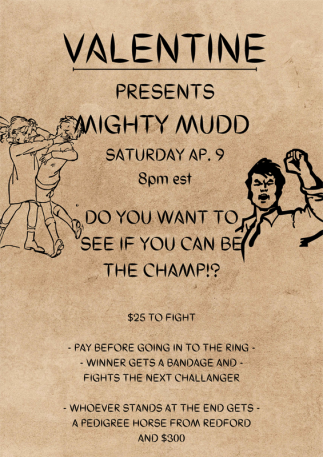 VALENTINE
PRESENTS
MIGHTY MUDD
SATURDAY AP. 9
8pm est
DO YOU WANT TO
SEE IF YOU CAN BE
THE CHAMP!?
$25 TO FIGHT
- PAY BEFORE GOING IN TO THE RING -
- WINNER GETS A BANDAGE AND -
FIGHTS THE NEXT CHALLANGER
- WHOEVER STANDS AT THE END GETS -
A PEDIGREE HORSE FROM REDFORD
AND $300